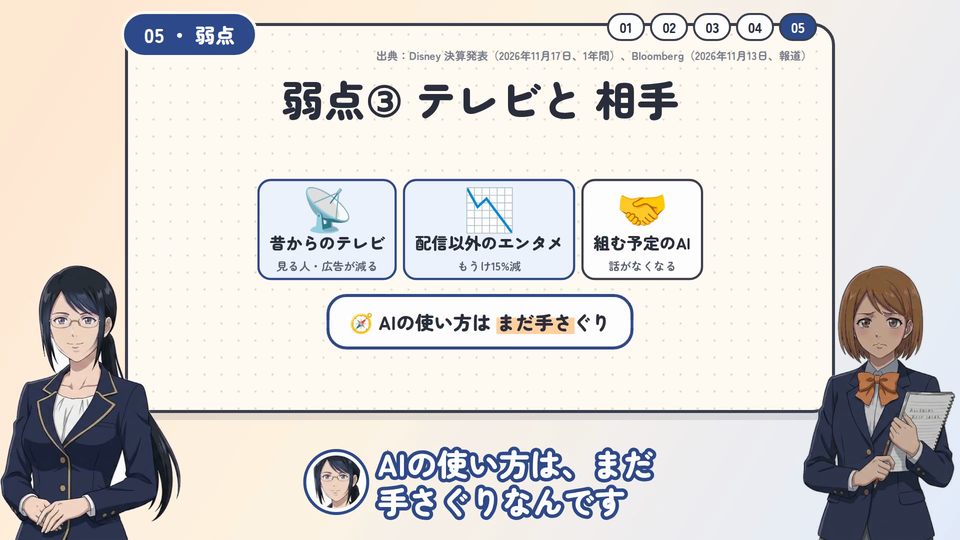 05 ・ 弱点
01 02 03 04 05
出典：Disney 決算発表（2026年11月17日、1年間）、Bloomberg（2026年11月13日、報道）
弱点③ テレビと 相手
昔からのテレビ
見る人・広告が減る
配信以外のエンタメ
もうけ15%減
組む予定のAI
話がなくなる
AIの使い方は まだ手さぐり
AIの使い方は、まだ
手さぐりなんです